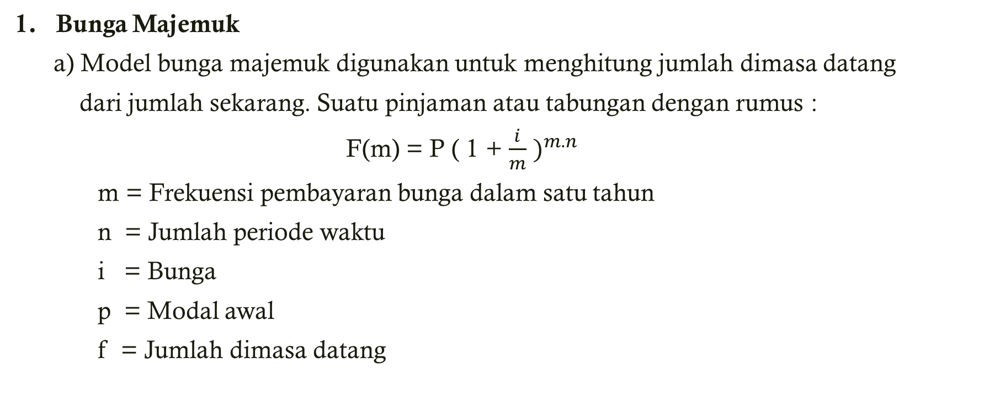 1. Bunga Majemuk
a) Model bunga majemuk digunakan untuk menghitung jumlah dimasa datang
dari jumlah sekarang. Suatu pinjaman atau tabungan dengan rumus :
F(m) = P ( 1 + i/m )^m.n
m = Frekuensi pembayaran bunga dalam satu tahun
n = Jumlah periode waktu
i = Bunga
p = Modal awal
f = Jumlah dimasa datang